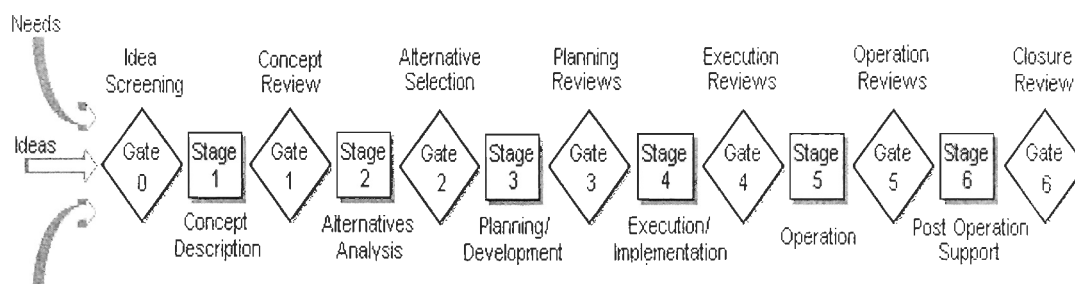 Needs
Idea
Screening
Concept
Review
Alternative
Selection
Planning
Reviews
Execution
Reviews
Operation
Reviews
Closure
Review
Ideas
Gate
0
Stage
1
Gate
1
Stage
2
Gate
2
Stage
3
Gate
3
Stage
4
Gate
4
Stage
5
Gate
5
Stage
6
Gate
6
Concept
Description
Alternatives
Analysis
Planning/
Development
Execution/
Implementation
Operation
Post Operation
Support